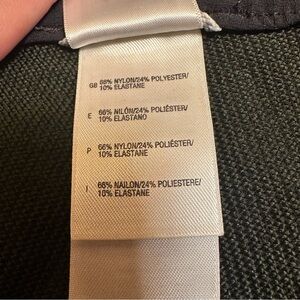 GB 66% NYLON/24% POLYESTER/
10% ELASTANE
E 66% NILÓN/24% POLIÉSTER/
10% ELASTANO
P 66% NYLON/24% POLIÉSTER/
10% ELASTANE
I 66% NAILON/24% POLIESTERE/
10% ELASTANE